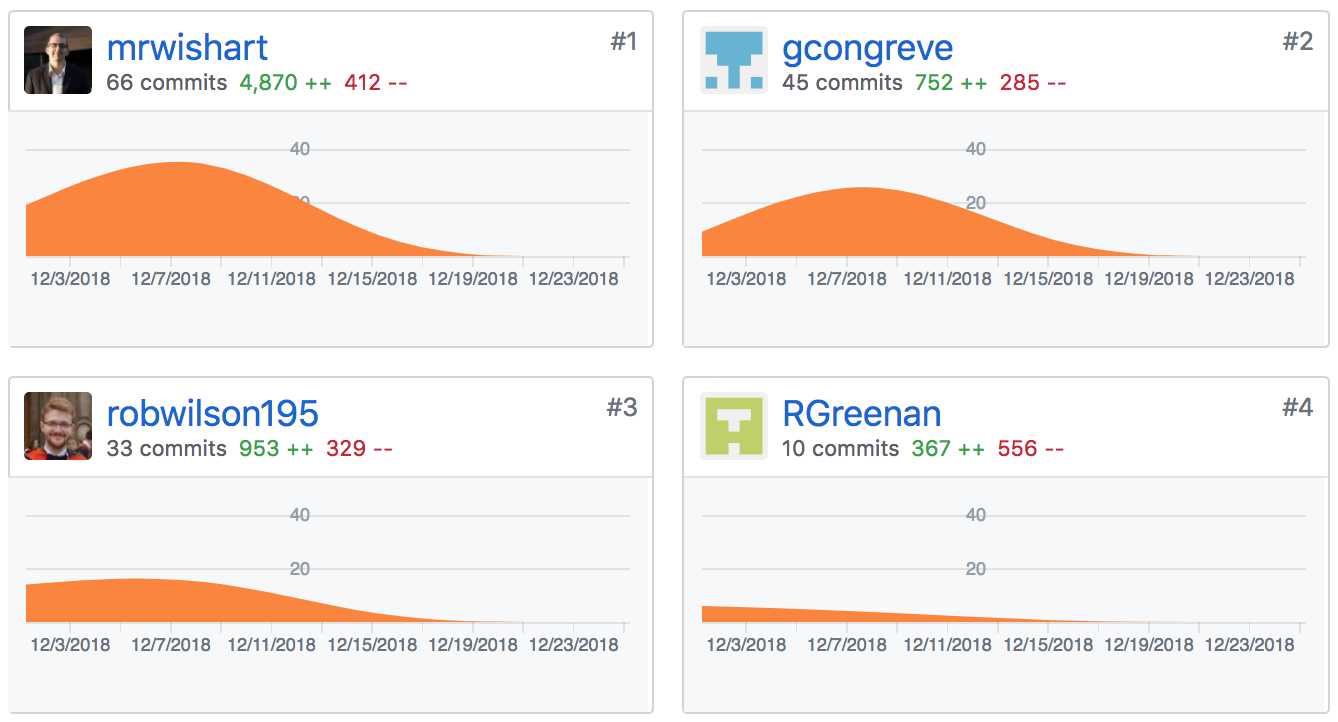 mrwishart #1
66 commits 4,870 ++ 412 --
40
20
12/3/2018 12/7/2018 12/11/2018 12/15/2018 12/19/2018 12/23/2018
gcongreve #2
45 commits 752 ++ 285 --
40
20
12/3/2018 12/7/2018 12/11/2018 12/15/2018 12/19/2018 12/23/2018
robwilson195 #3
33 commits 953 ++ 329 --
40
20
12/3/2018 12/7/2018 12/11/2018 12/15/2018 12/19/2018 12/23/2018
RGreenan #4
10 commits 367 ++ 556 --
40
20
12/3/2018 12/7/2018 12/11/2018 12/15/2018 12/19/2018 12/23/2018